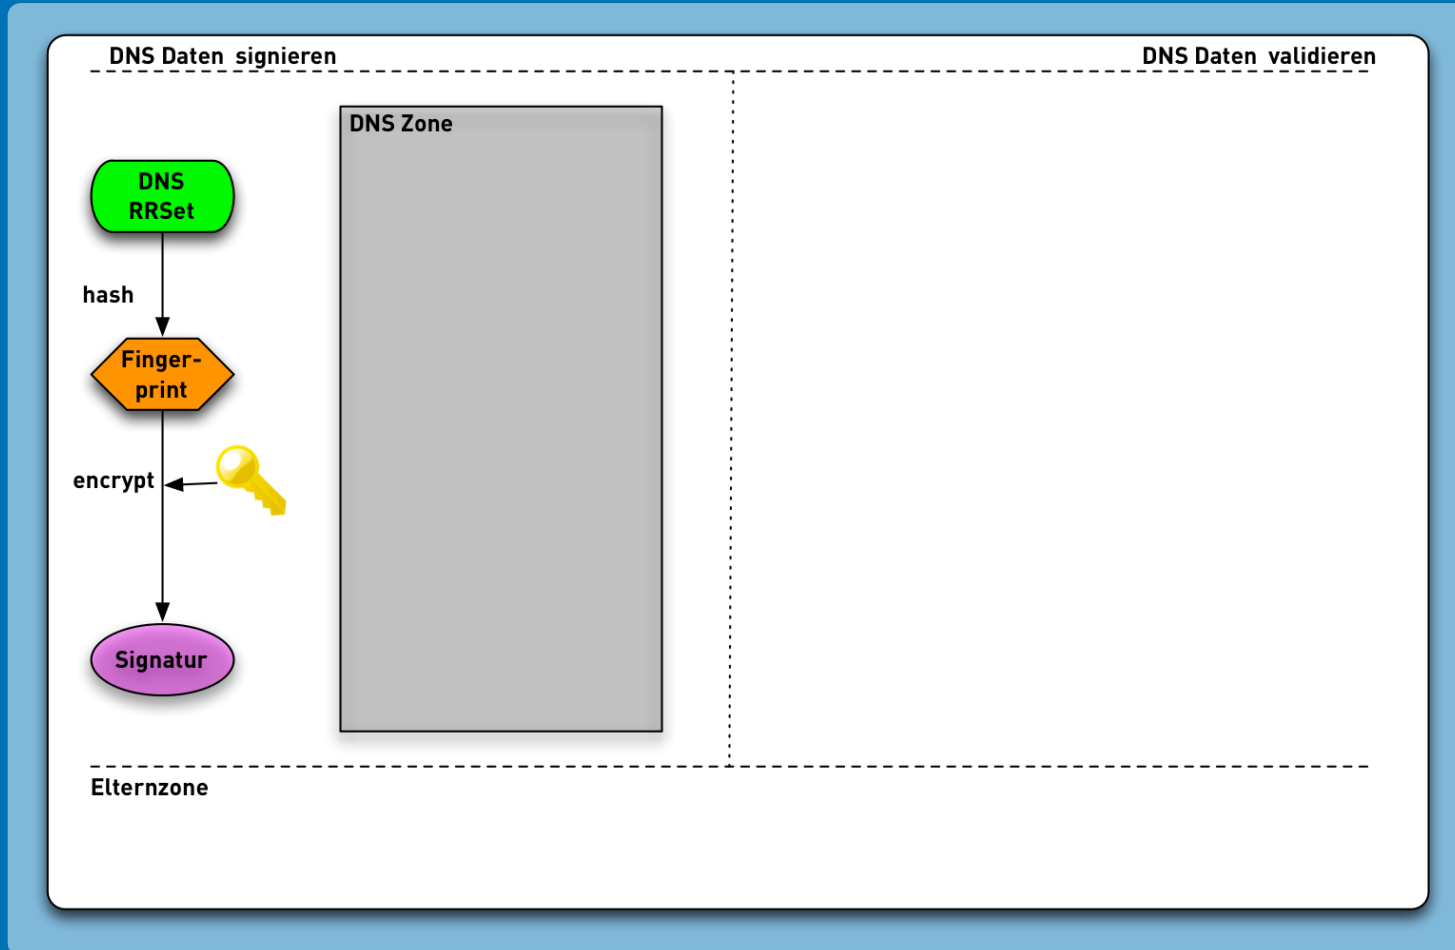 DNS Daten  signieren
DNS Daten  validieren
DNS Zone
DNS
RRSet
hash
Finger-
print
encrypt
Signatur
Elternzone